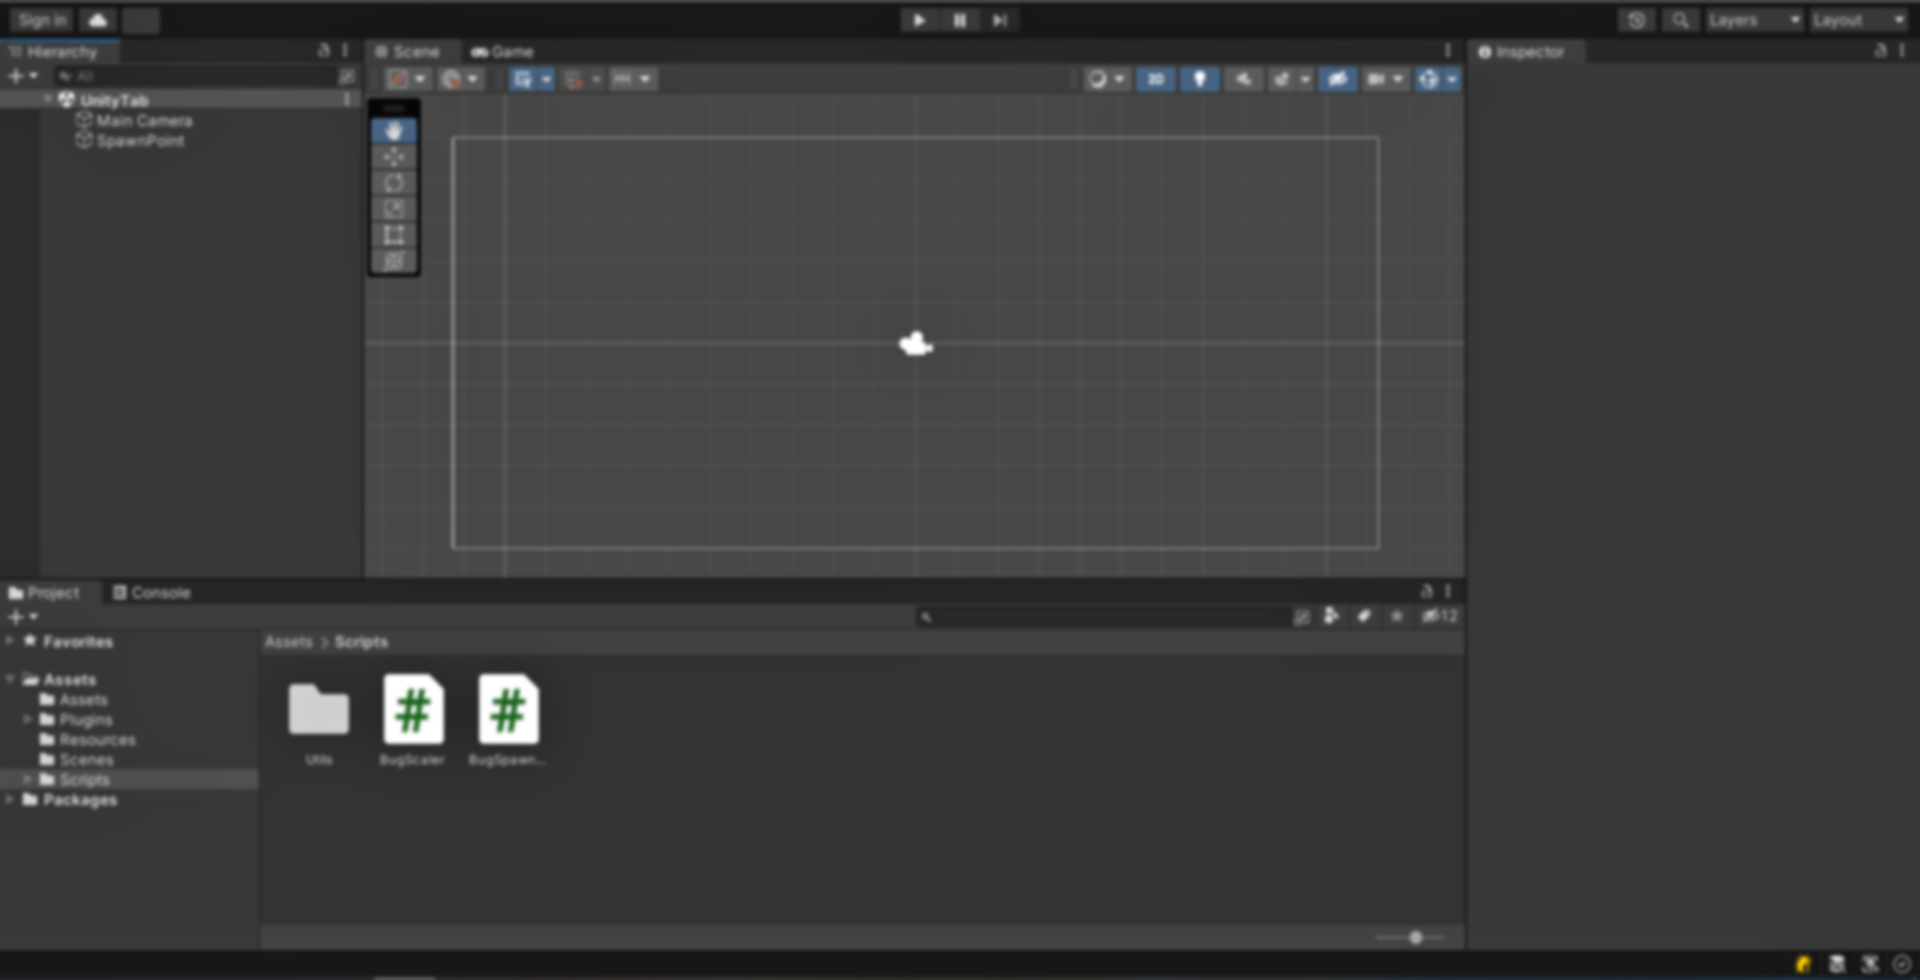 Sign in
Layers
Layout
Hierarchy
Scene
Game
Inspector
All
2D
UnityTab
Main Camera
SpawnPoint
Project
Console
12
Favorites
Assets > Scripts
Assets
Assets
Plugins
Resources
Scenes
Scripts
Packages
Utils
BugScaler
BugSpawn...